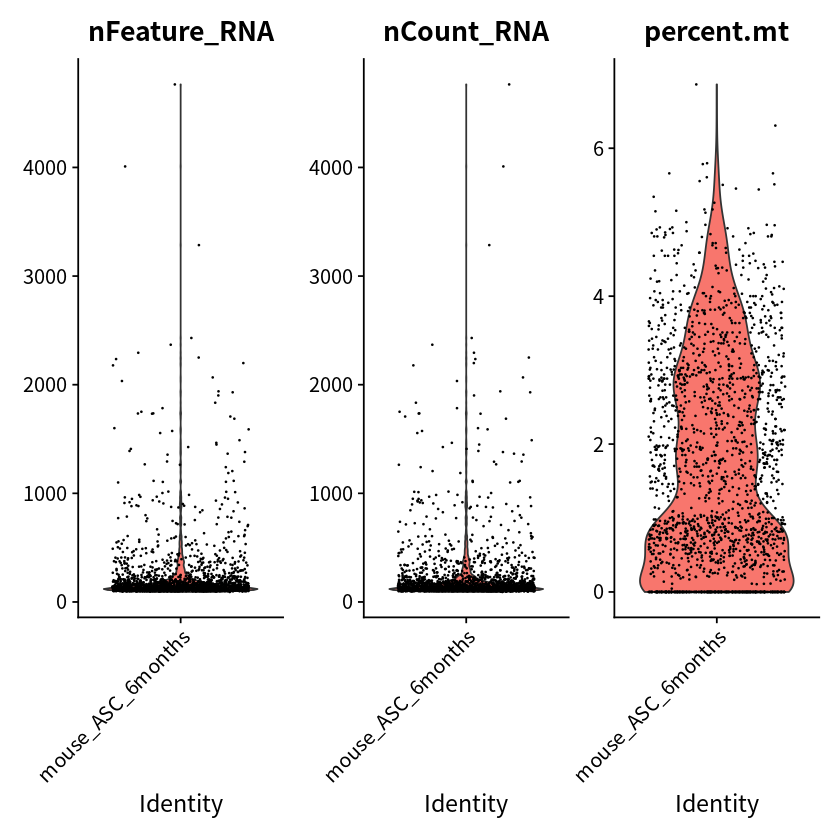 nFeature_RNA
4000
3000
2000
1000
0
mouse_ASC_6months
Identity
nCount_RNA
4000
3000
2000
1000
0
mouse_ASC_6months
Identity
percent.mt
6
4
2
0
mouse_ASC_6months
Identity